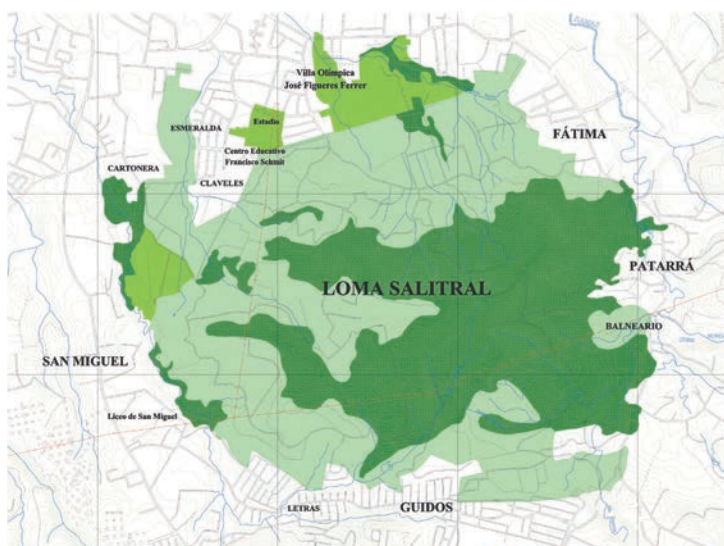 Villa Olímpica
José Figueres Ferrer
Estadio
ESMERALDA
FÁTIMA
Centro Educativo
Francisco Schmit
CARTONERA
CLAVELES
PATARRÁ
LOMA SALITRAL
BALNEARIO
SAN MIGUEL
Liceo de San Miguel
LETRAS
GUIDOS